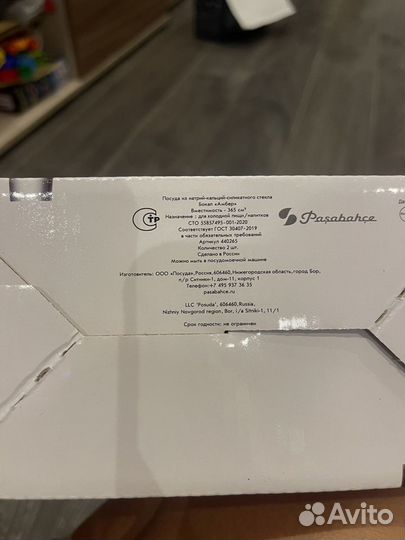 Посуда из натрий-кальций-силикатного стекла
Бокал «Амбер»
Вместимость - 365 см³
Назначение : для холодной пищи/напитков
СТО 55837495-001-2020
Соответствует ГОСТ 30407-2019
в части обязательных требований
Артикул 440265
Количество 2 шт.
Сделано в России
Можно мыть в посудомоечной машине
Изготовитель: ООО «Посуда»,Россия,606460,Нижегородская область,город Бор,
п/р Ситники-1, дом-11, корпус 1
Телефон:+7 495 937 36 35
pasabahce.ru
LLC "Posuda", 606460,Russia,
Nizhny Novgorod region, Bor, i/a Sitniki-1, 11/1
Срок годности: не ограничен
СТР
Paşabahçe
Avito